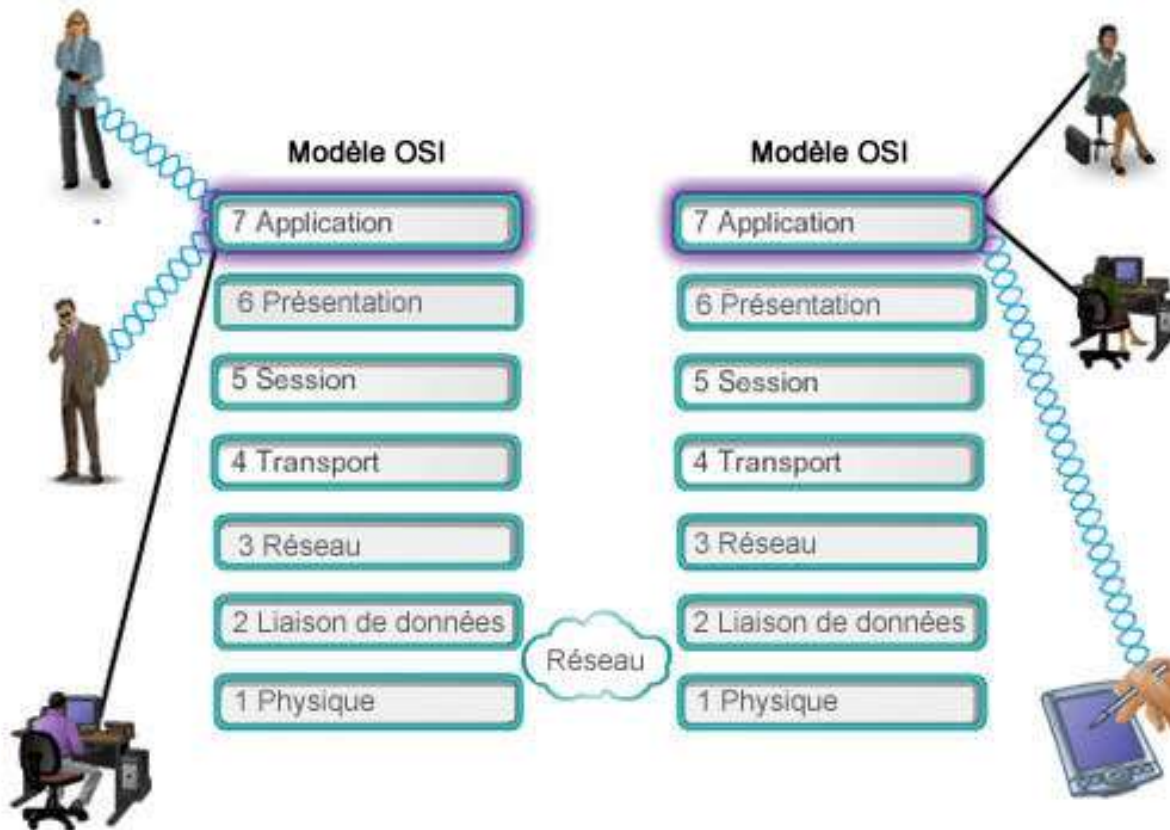 Modèle OSI
7 Application
6 Présentation
5 Session
4 Transport
3 Réseau
2 Liaison de données
1 Physique
Réseau
Modèle OSI
7 Application
6 Présentation
5 Session
4 Transport
3 Réseau
2 Liaison de données
1 Physique